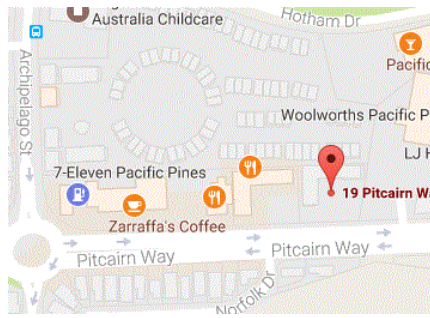 Australia Childcare
Hotham Dr
Pacific
Archipelago St
Woolworths Pacific P
LJ H
7-Eleven Pacific Pines
19 Pitcairn Wa
Zarraffa's Coffee
Pitcairn Way
Pitcairn Way
Norfolk Dr